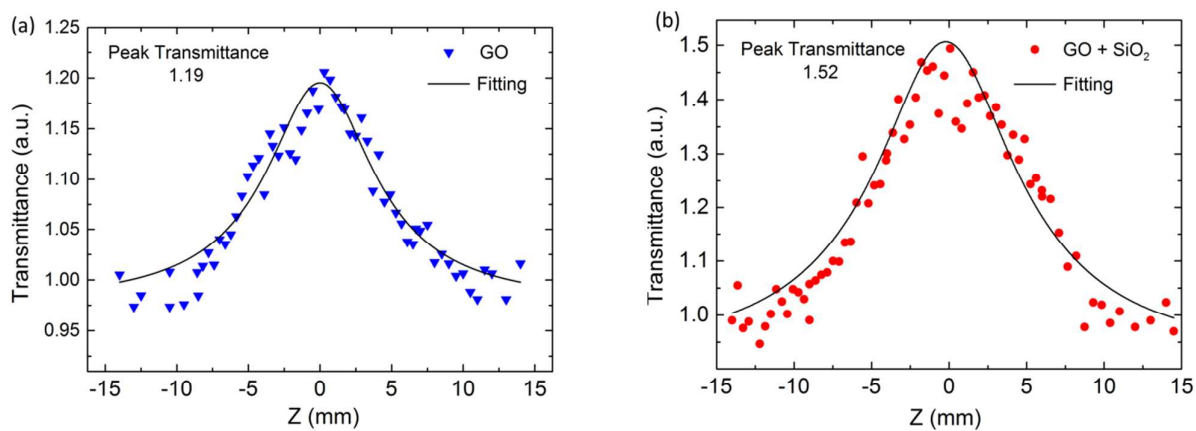 (a)
1.25
1.20
1.15
1.10
1.05
1.00
0.95
Transmittance (a.u.)
Peak Transmittance
1.19
GO
Fitting
-15 -10 -5 0 5 10 15
Z (mm)
(b)
1.5
1.4
1.3
1.2
1.1
1.0
Transmittance (a.u.)
Peak Transmittance
1.52
GO + SiO₂
Fitting
-15 -10 -5 0 5 10 15
Z (mm)